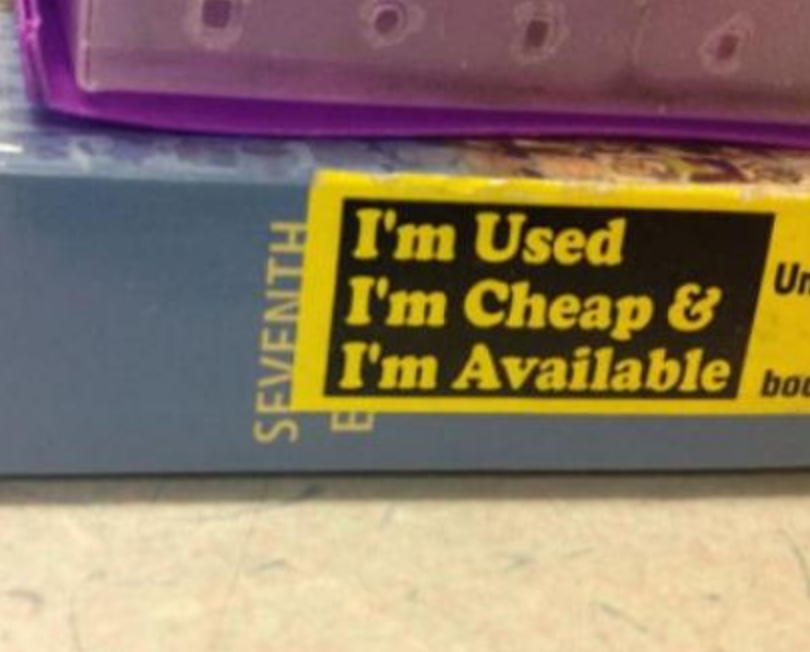 SEVENTH
I'm Used
I'm Cheap &
I'm Available